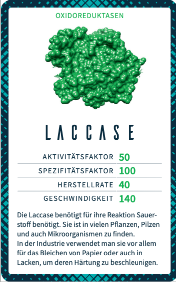 OXIDOREDUKTASEN
LACCASE
AKTIVITÄTSFAKTOR 50
SPEZIFITÄTSFAKTOR 100
HERSTELLRATE 40
GESCHWINDIGKEIT 140
Die Laccase benötigt für ihre Reaktion Sauer-
stoff benötigt. Sie ist in vielen Pflanzen, Pilzen
und auch Mikroorganismen zu finden.
In der Industrie verwendet man sie vor allem
für das Bleichen von Papier oder auch in
Lacken, um deren Härtung zu beschleunigen.